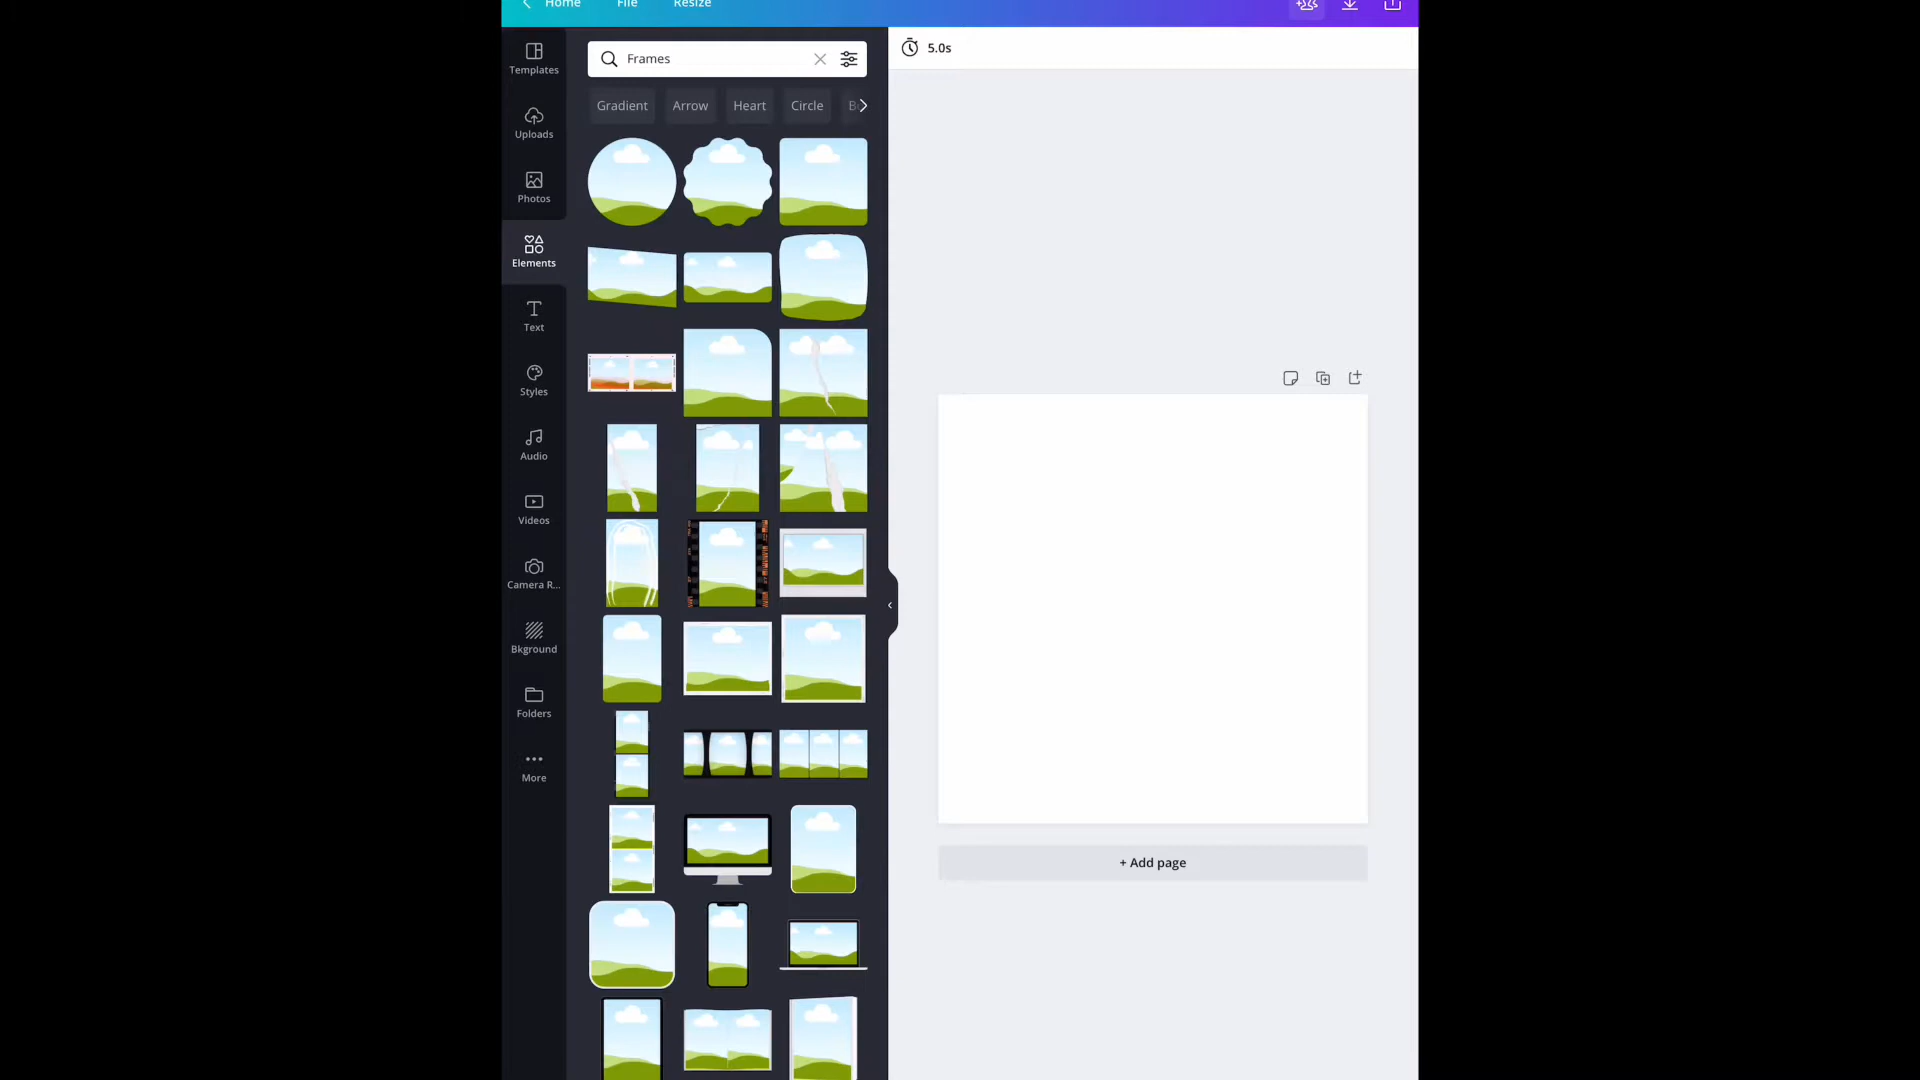 Home File Resize
Templates
Uploads
Photos
Elements
Text
Styles
Audio
Videos
Camera R...
Bkground
Folders
More
Frames
Gradient Arrow Heart Circle
5.0s
+ Add page